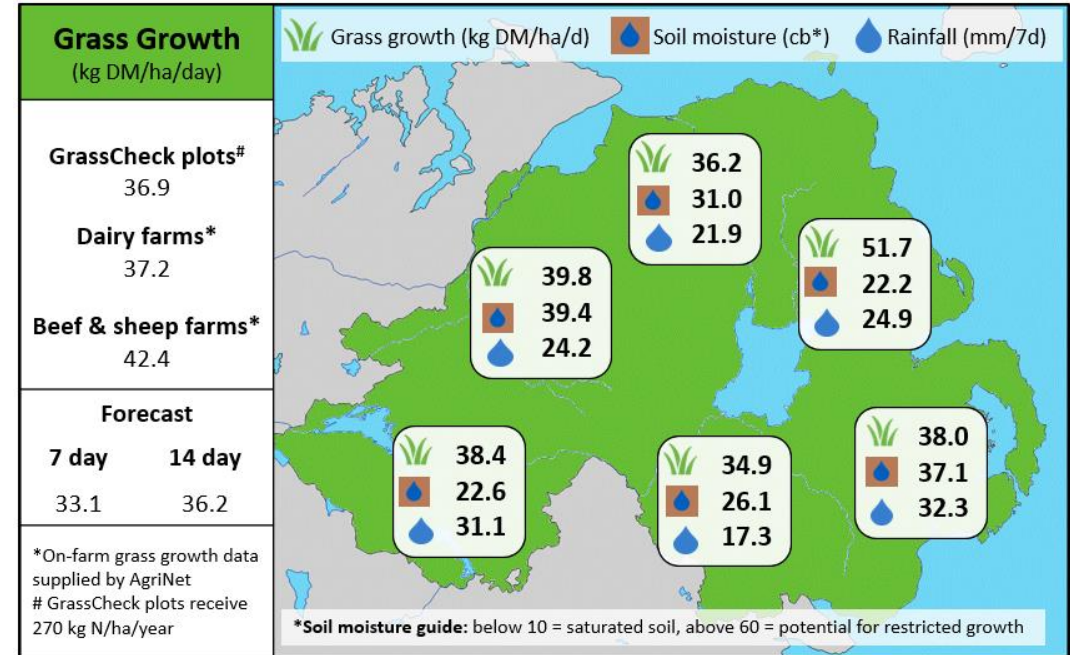 Grass Growth
(kg DM/ha/day)
GrassCheck plots#
36.9
Dairy farms*
37.2
Beef & sheep farms*
42.4
Forecast
7 day 14 day
33.1 36.2
*On-farm grass growth data
supplied by AgriNet
# GrassCheck plots receive
270 kg N/ha/year
Grass growth (kg DM/ha/d) Soil moisture (cb*) Rainfall (mm/7d)
36.2
31.0
21.9
51.7
22.2
24.9
39.8
39.4
24.2
38.4
22.6
31.1
34.9
26.1
17.3
38.0
37.1
32.3
*Soil moisture guide: below 10 = saturated soil, above 60 = potential for restricted growth